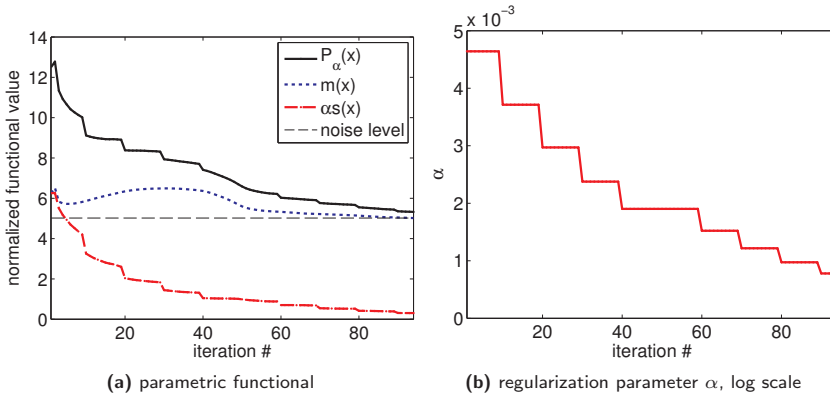 14
12
10
8
6
4
2
0
normalized functional value
20
40
60
80
iteration #
Pα(x)
m(x)
αs(x)
noise level
(a) parametric functional
x 10⁻³
5
4
3
2
1
0
α
20
40
60
80
iteration #
(b) regularization parameter α, log scale